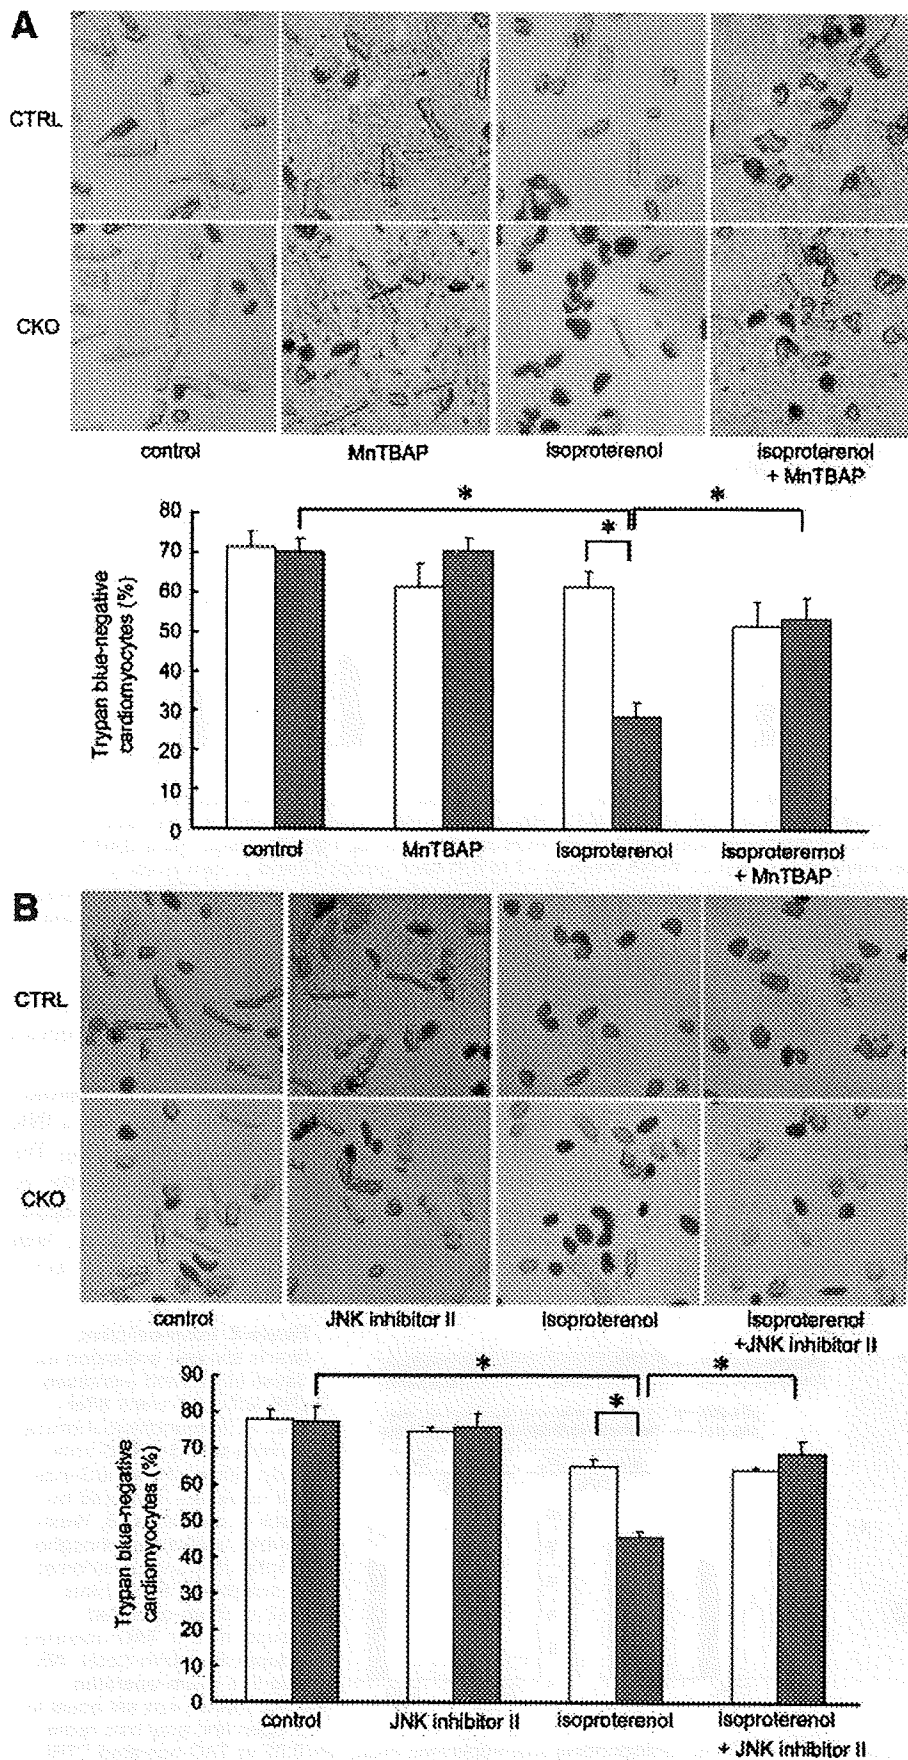 A
CTRL
CKO
control
MnTBAP
isoproterenol
isoproterenol
+ MnTBAP
*
*
*
80
70
60
50
40
30
20
10
0
Trypan blue-negative
cardiomyocytes (%)
control
MnTBAP
isoproterenol
isoproteremol
+ MnTBAP
B
CTRL
CKO
control
JNK inhibitor II
isoproterenol
isoproterenol
+JNK inhibitor II
*
*
*
90
80
70
60
50
40
30
20
10
0
Trypan blue-negative
cardiomyocytes (%)
control
JNK inhibitor II
isoproterenol
isoproterenol
+ JNK inhibitor II